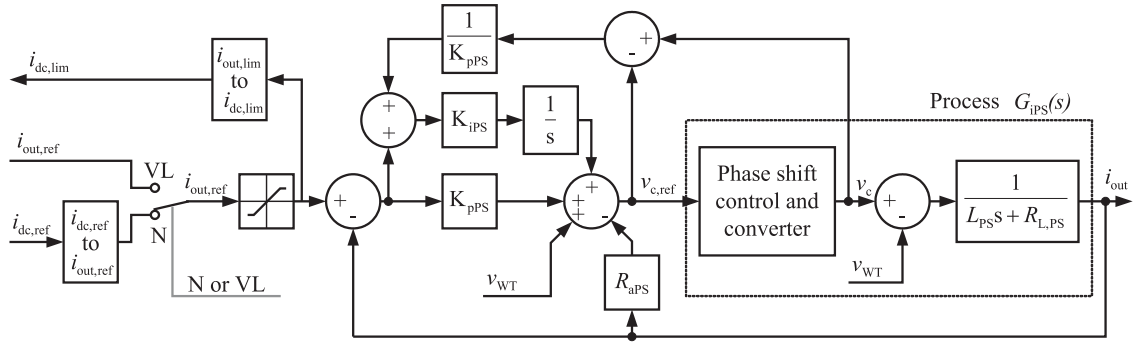 1
K_pPS
+
-
i_dc,lim
i_out,lim
to
i_dc,lim
+
+
K_iPS
1
s
Process G_iPS(s)
i_out,ref
VL
i_out,ref
N
i_dc,ref
i_dc,ref
to
i_out,ref
N or VL
+
-
K_pPS
+
+
+
-
v_c,ref
Phase shift
control and
converter
v_c
+
-
1
L_PS s + R_L,PS
i_out
v_WT
R_aPS
v_WT